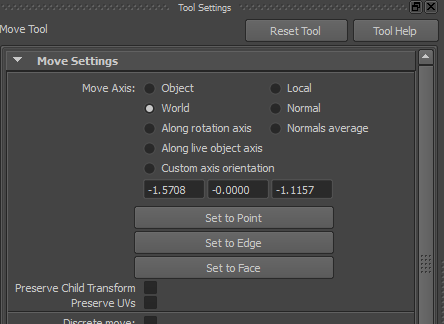 Tool Settings
Move Tool
Reset Tool
Tool Help
Move Settings
Move Axis: Object Local
World Normal
Along rotation axis Normals average
Along live object axis
Custom axis orientation
-1.5708 -0.0000 -1.1157
Set to Point
Set to Edge
Set to Face
Preserve Child Transform
Preserve UVs
Discrete move: